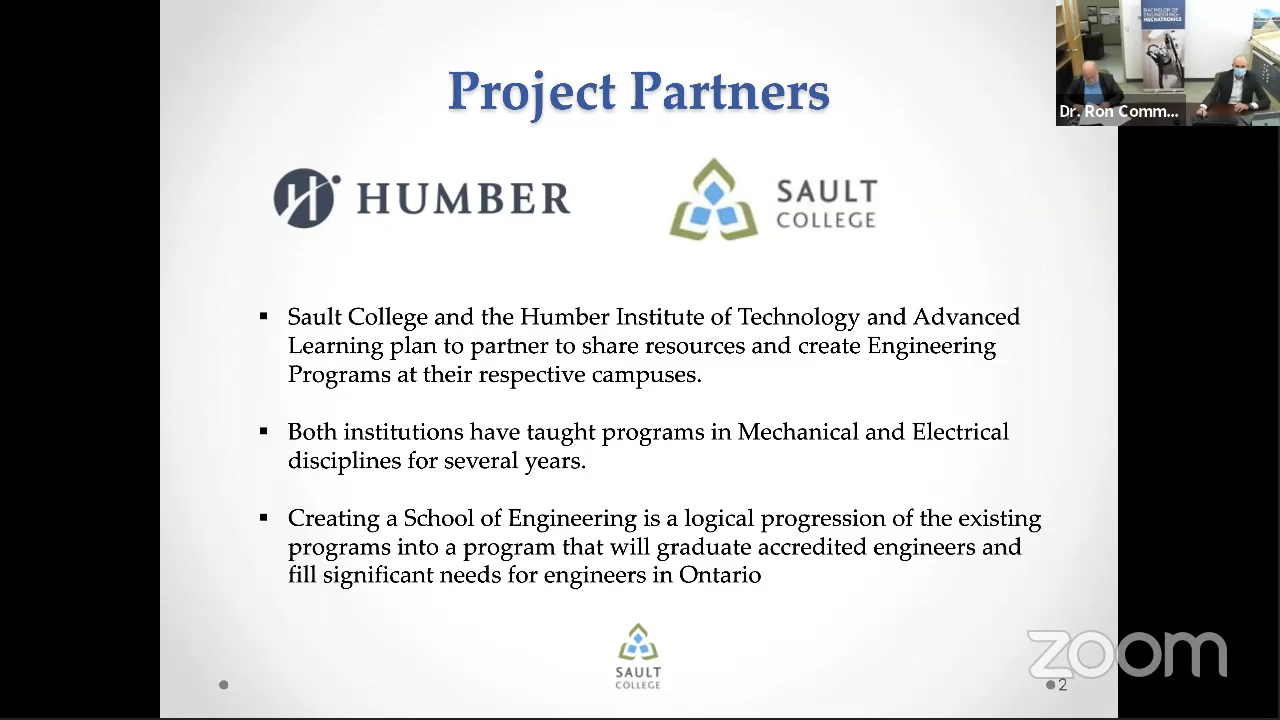 Project Partners
BACHELOR OF ENGINEERING-
MECHATRONICS
Dr. Ron Comm...
HUMBER
SAULT
COLLEGE
▪ Sault College and the Humber Institute of Technology and Advanced
Learning plan to partner to share resources and create Engineering
Programs at their respective campuses.
▪ Both institutions have taught programs in Mechanical and Electrical
disciplines for several years.
▪ Creating a School of Engineering is a logical progression of the existing
programs into a program that will graduate accredited engineers and
fill significant needs for engineers in Ontario
SAULT
COLLEGE
zoom
2